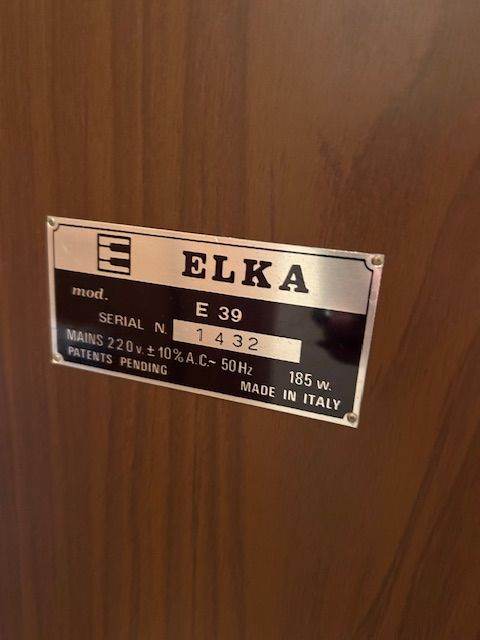 ELKA
mod. E 39
SERIAL N. 1432
MAINS 220 v. ± 10% A.C.~ 50Hz 185 w.
PATENTS PENDING MADE IN ITALY